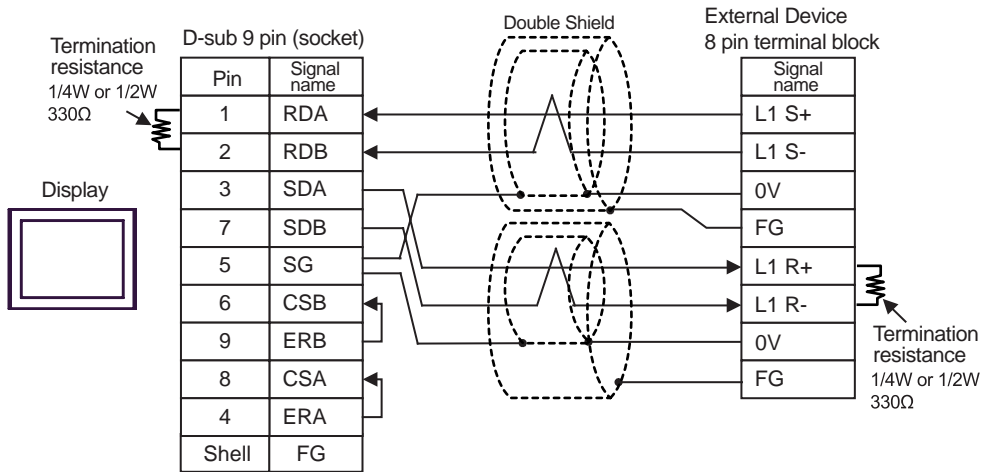 Double Shield
External Device
8 pin terminal block
Termination
resistance
1/4W or 1/2W
330Ω
D-sub 9 pin (socket)
Pin Signal name
1 RDA
2 RDB
3 SDA
7 SDB
5 SG
6 CSB
9 ERB
8 CSA
4 ERA
Shell FG
Display
Signal name
L1 S+
L1 S-
0V
FG
L1 R+
L1 R-
0V
FG
Termination
resistance
1/4W or 1/2W
330Ω